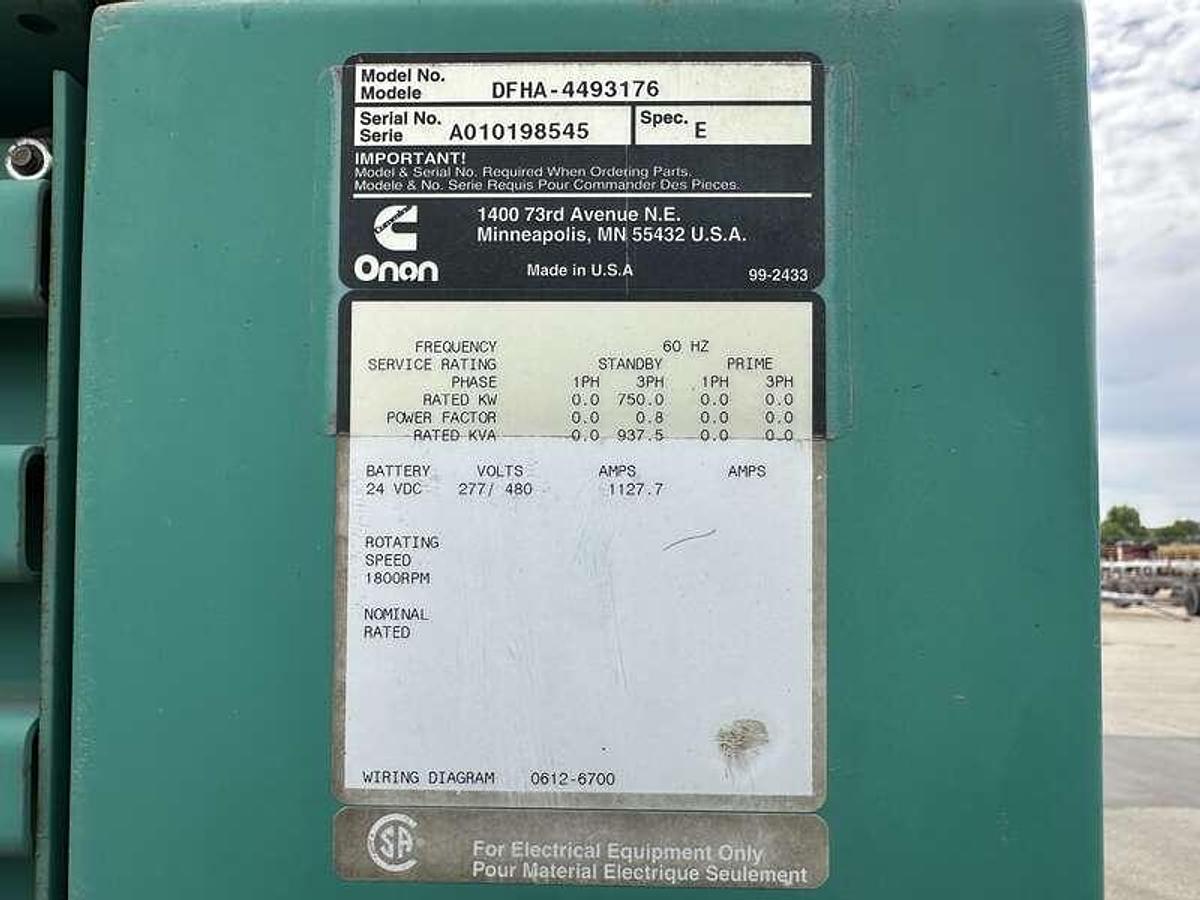 Model No.
Modele DFHA-4493176
Serial No.
Serie A010198545 Spec. E
IMPORTANT!
Model & Serial No. Required When Ordering Parts.
Modele & No. Serie Requis Pour Commander Des Pieces.
Cummins
1400 73rd Avenue N.E.
Minneapolis, MN 55432 U.S.A.
Onan Made in U.S.A 99-2433
FREQUENCY 60 HZ
SERVICE RATING STANDBY PRIME
PHASE 1PH 3PH 1PH 3PH
RATED KW 0.0 750.0 0.0 0.0
POWER FACTOR 0.0 0.8 0.0 0.0
RATED KVA 0.0 937.5 0.0 0.0
BATTERY VOLTS AMPS AMPS
24 VDC 277/ 480 1127.7
ROTATING
SPEED
1800RPM
NOMINAL
RATED
WIRING DIAGRAM 0612-6700
SA
For Electrical Equipment Only
Pour Material Electrique Seulement